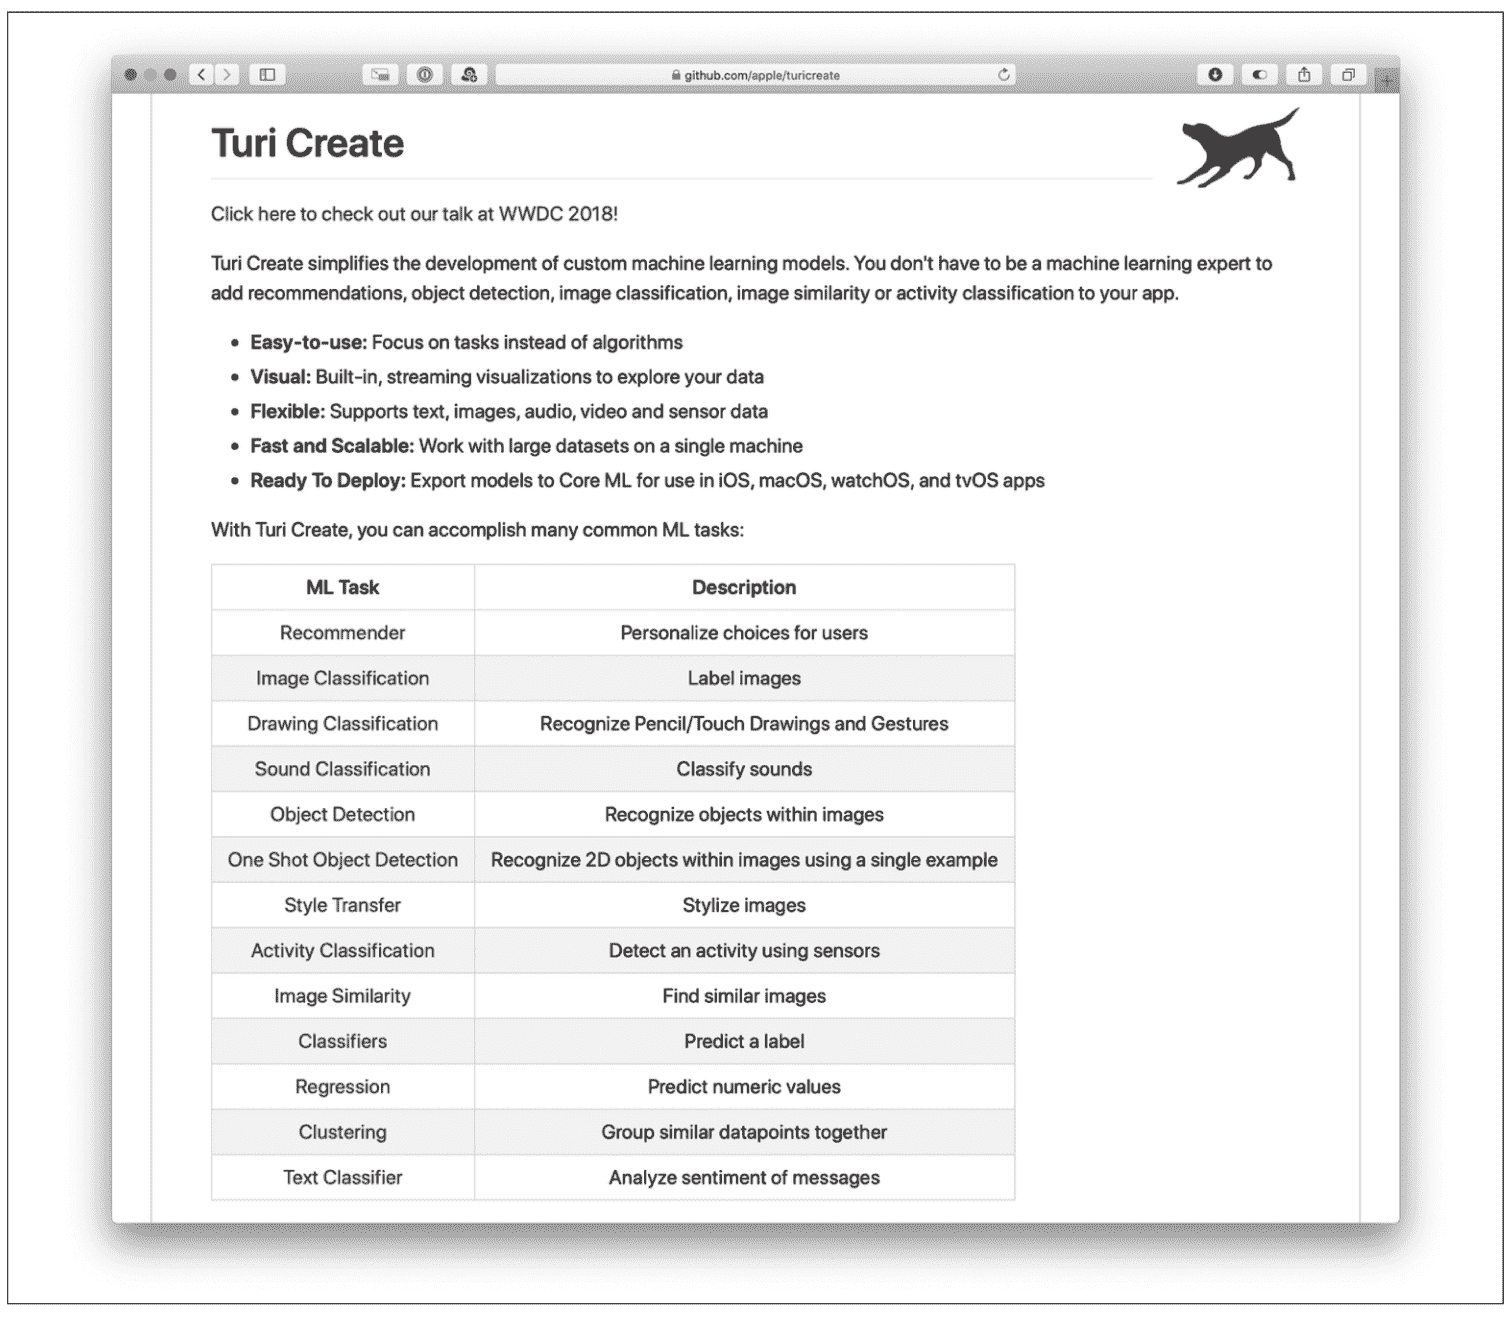 github.com/apple/turicreate
Turi Create
Click here to check out our talk at WWDC 2018!
Turi Create simplifies the development of custom machine learning models. You don't have to be a machine learning expert to
add recommendations, object detection, image classification, image similarity or activity classification to your app.
• Easy-to-use: Focus on tasks instead of algorithms
• Visual: Built-in, streaming visualizations to explore your data
• Flexible: Supports text, images, audio, video and sensor data
• Fast and Scalable: Work with large datasets on a single machine
• Ready To Deploy: Export models to Core ML for use in iOS, macOS, watchOS, and tvOS apps
With Turi Create, you can accomplish many common ML tasks:
ML Task Description
Recommender Personalize choices for users
Image Classification Label images
Drawing Classification Recognize Pencil/Touch Drawings and Gestures
Sound Classification Classify sounds
Object Detection Recognize objects within images
One Shot Object Detection Recognize 2D objects within images using a single example
Style Transfer Stylize images
Activity Classification Detect an activity using sensors
Image Similarity Find similar images
Classifiers Predict a label
Regression Predict numeric values
Clustering Group similar datapoints together
Text Classifier Analyze sentiment of messages